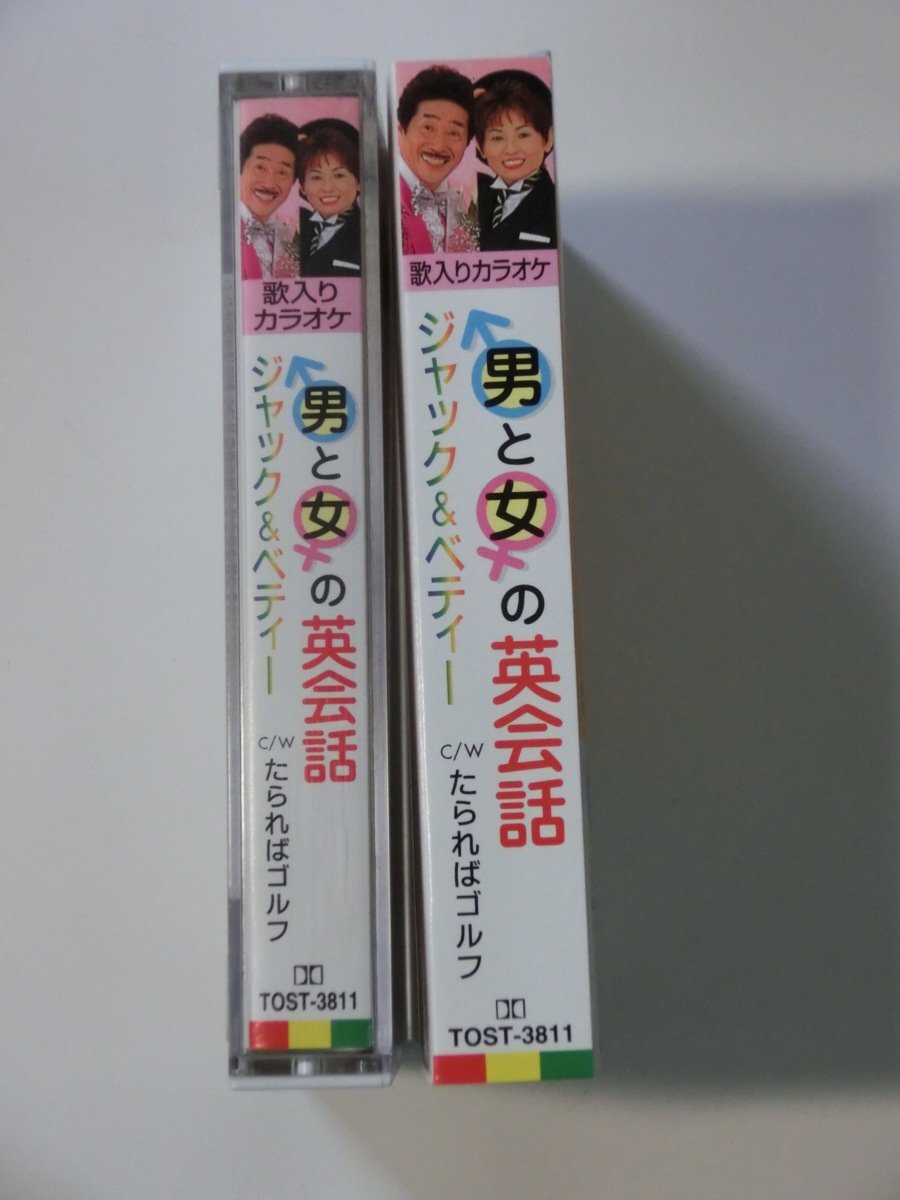 歌入り
カラオケ
男と女の英会話
ジャック&ベティー
C/W たらればゴルフ
TOST-3811
歌入りカラオケ
男と女の英会話
ジャック&ベティー
C/W たらればゴルフ
TOST-3811